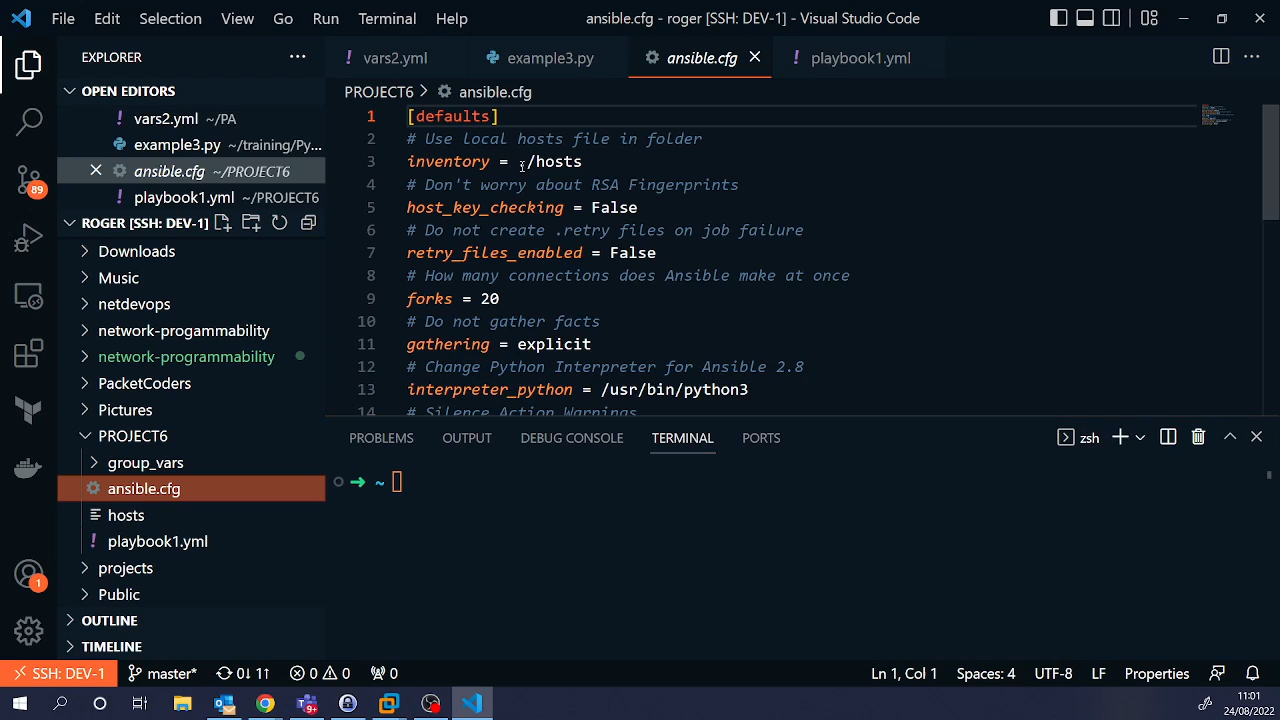 File Edit Selection View Go Run Terminal Help
ansible.cfg - roger [SSH: DEV-1] - Visual Studio Code
EXPLORER
OPEN EDITORS
vars2.yml ~/PA
example3.py ~/training/Py...
ansible.cfg ~/PROJECT6
playbook1.yml ~/PROJECT6
ROGER [SSH: DEV-1]
Downloads
Music
netdevops
network-progammability
network-programmability
PacketCoders
Pictures
PROJECT6
group_vars
ansible.cfg
hosts
playbook1.yml
projects
Public
OUTLINE
TIMELINE
89
1
vars2.yml
example3.py
ansible.cfg
playbook1.yml
PROJECT6 > ansible.cfg
1 [defaults]
2 # Use local hosts file in folder
3 inventory = ./hosts
4 # Don't worry about RSA Fingerprints
5 host_key_checking = False
6 # Do not create .retry files on job failure
7 retry_files_enabled = False
8 # How many connections does Ansible make at once
9 forks = 20
10 # Do not gather facts
11 gathering = explicit
12 # Change Python Interpreter for Ansible 2.8
13 interpreter_python = /usr/bin/python3
14 # Silence Action Warnings
PROBLEMS OUTPUT DEBUG CONSOLE TERMINAL PORTS
zsh
➜ ~
SSH: DEV-1 master* 0↓ 1↑ 0 0 0
Ln 1, Col 1 Spaces: 4 UTF-8 LF Properties
9+
11:01
24/08/2022